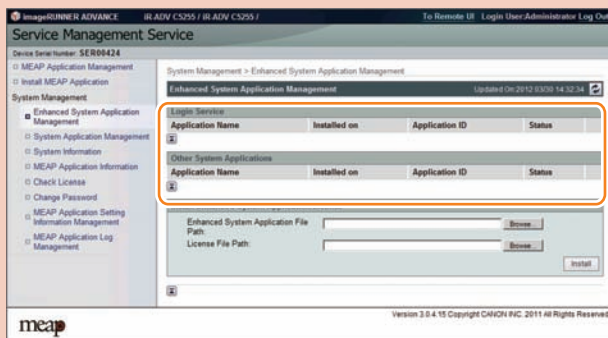 imageRUNNER ADVANCE iR-ADV C5255 / iR-ADV C5255 / To Remote UI Login User:Administrator Log Out
Service Management Service
Device Serial Number: SER00424
MEAP Application Management
Install MEAP Application
System Management
Enhanced System Application
Management
System Application Management
System Information
MEAP Application Information
Check License
Change Password
MEAP Application Setting
Information Management
MEAP Application Log
Management
System Management > Enhanced System Application Management
Enhanced System Application Management Updated On:2012 03/30 14:32:34
Login Service
Application Name Installed on Application ID Status
Other System Applications
Application Name Installed on Application ID Status
Enhanced System Application File
Path: Browse...
License File Path: Browse...
Install
meap
Version 3.0.4.15 Copyright CANON INC. 2011 All Rights Reserved